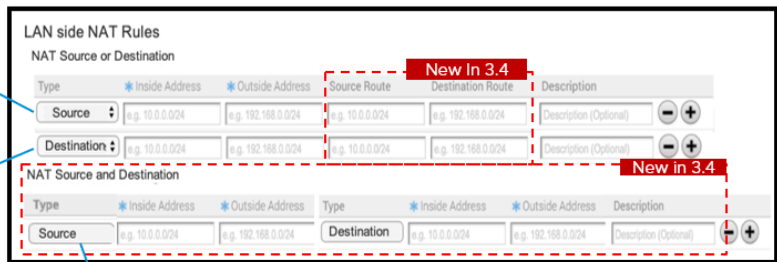 LAN side NAT Rules
NAT Source or Destination
New In 3.4
Type * Inside Address * Outside Address Source Route Destination Route Description
Source e.g. 10.0.0.0/24 e.g. 192.168.0.0/24 e.g. 10.0.0.0/24 e.g. 192.168.0.0/24 Description (Optional)
Destination e.g. 10.0.0.0/24 e.g. 192.168.0.0/24 e.g. 10.0.0.0/24 e.g. 192.168.0.0/24 Description (Optional)
New in 3.4
NAT Source and Destination
Type * Inside Address * Outside Address Type * Inside Address * Outside Address Description
Source e.g. 10.0.0.0/24 e.g. 192.168.0.0/24 Destination e.g. 10.0.0.0/24 e.g. 192.168.0.0/24 Description (Optional)